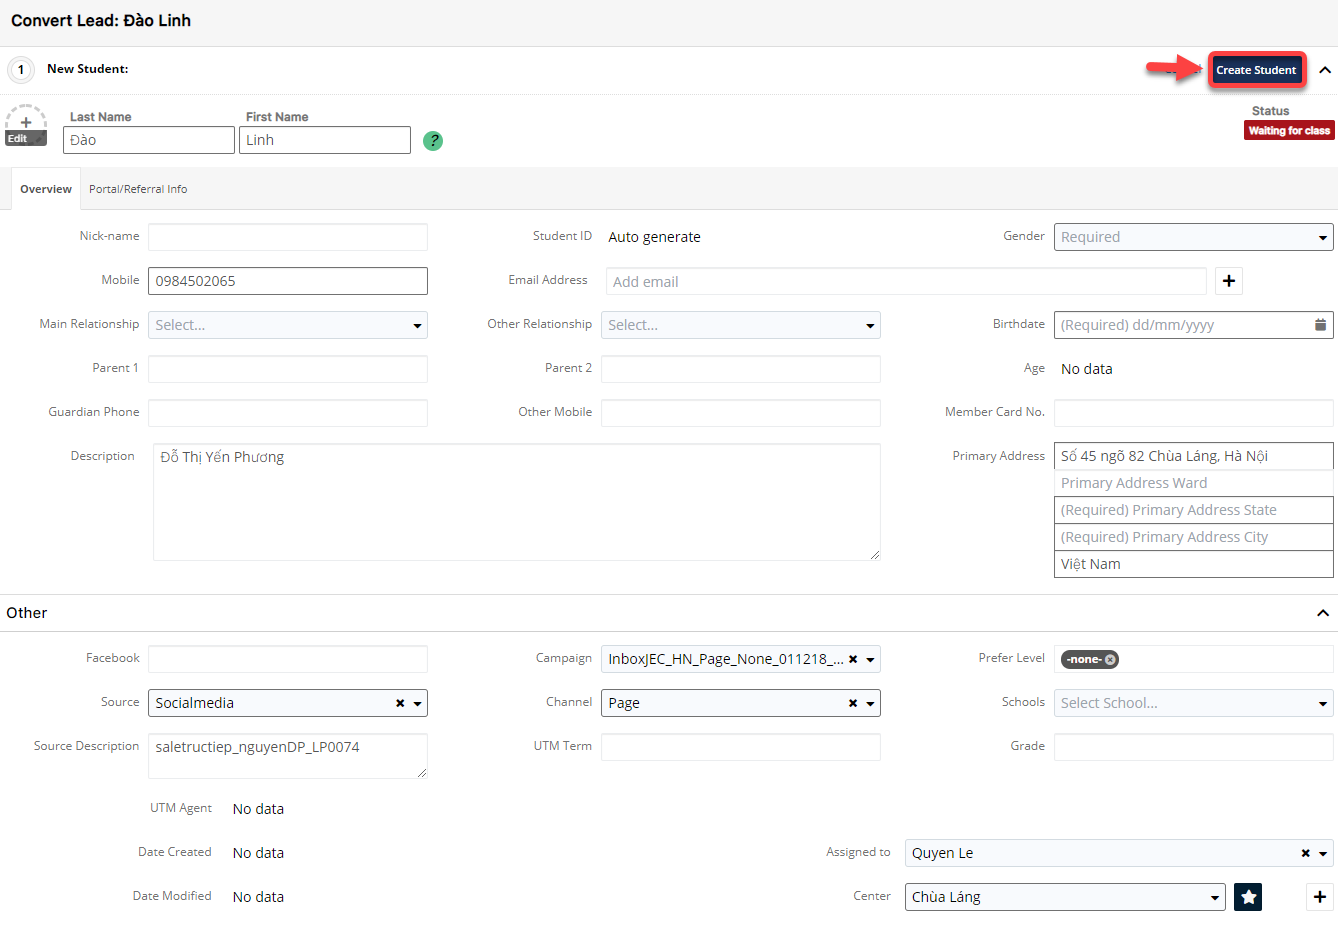 Convert Lead: Đào Linh
1 New Student: Create Student
Edit
Last Name First Name Status
Đào Linh ? Waiting for class
Overview Portal/Referral Info
Nick-name Student ID Auto generate Gender Required
Mobile 0984502065 Email Address Add email
Main Relationship Select... Other Relationship Select... Birthdate (Required) dd/mm/yyyy
Parent 1 Parent 2 Age No data
Guardian Phone Other Mobile Member Card No.
Description Đỗ Thị Yến Phương Primary Address Số 45 ngõ 82 Chùa Láng, Hà Nội
Primary Address Ward
(Required) Primary Address State
(Required) Primary Address City
Việt Nam
Other
Facebook Campaign InboxJEC_HN_Page_None_011218_... Prefer Level -none-
Source Socialmedia Channel Page Schools Select School...
Source Description saletructiep_nguyenDP_LP0074 UTM Term Grade
UTM Agent No data
Date Created No data Assigned to Quyen Le
Date Modified No data Center Chùa Láng